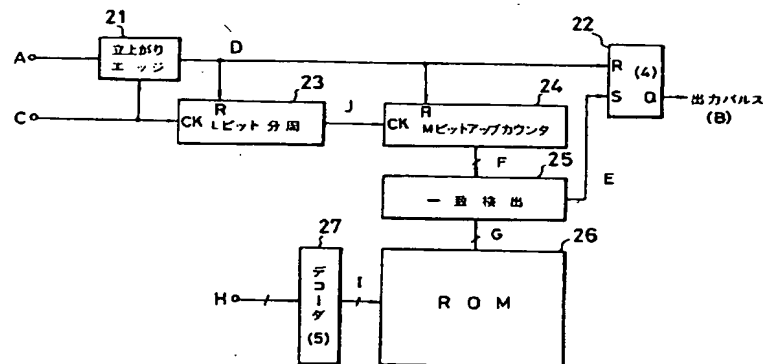 21
立上がり
エッジ
A
D
22
R
(4)
S
Q
出力パルス
(B)
23
24
J
R
R
C
CK
Lビット分周
CK
Mビットアップカウンタ
F
25
E
一致検出
G
26
27
H
デコーダ
(5)
I
ROM